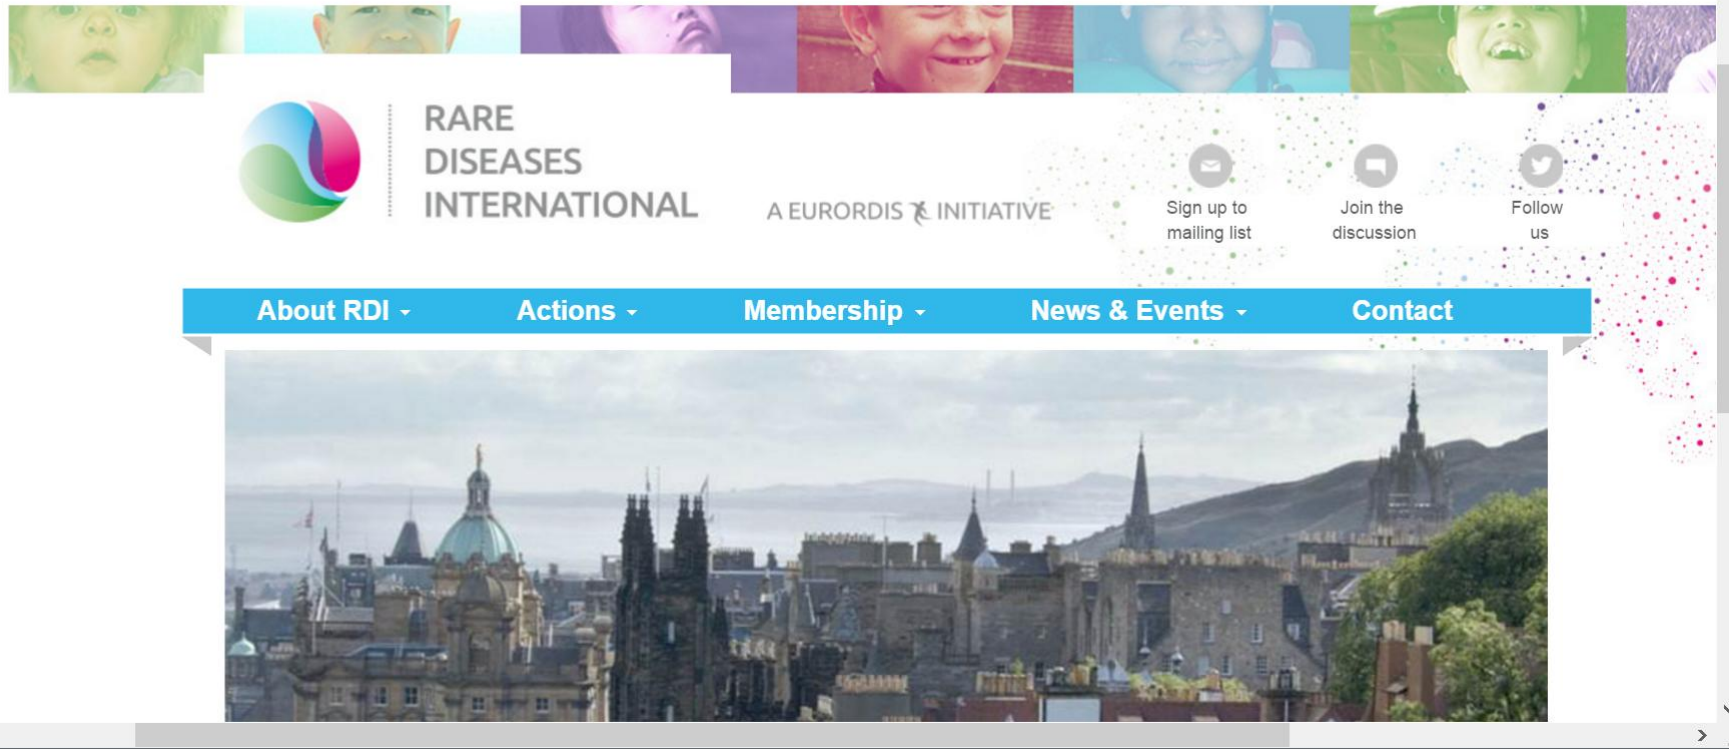 RARE
DISEASES
INTERNATIONAL
A EURORDIS INITIATIVE
Sign up to
mailing list
Join the
discussion
Follow
us
About RDI
Actions
Membership
News & Events
Contact